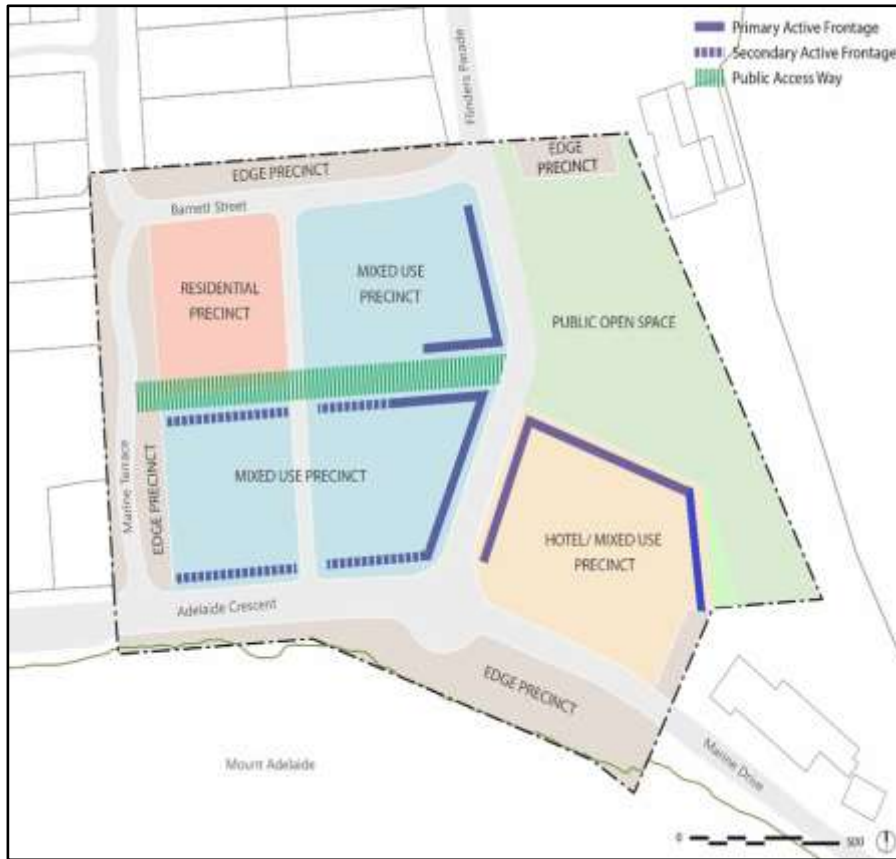 Primary Active Frontage
Secondary Active Frontage
Public Access Way
Flinders Parade
EDGE PRECINCT
EDGE
PRECINCT
Barnett Street
RESIDENTIAL
PRECINCT
MIXED USE
PRECINCT
PUBLIC OPEN SPACE
Marine Terrace
EDGE PRECINCT
MIXED USE PRECINCT
HOTEL/ MIXED USE
PRECINCT
Adelaide Crescent
EDGE PRECINCT
Marine Drive
Mount Adelaide
0
500